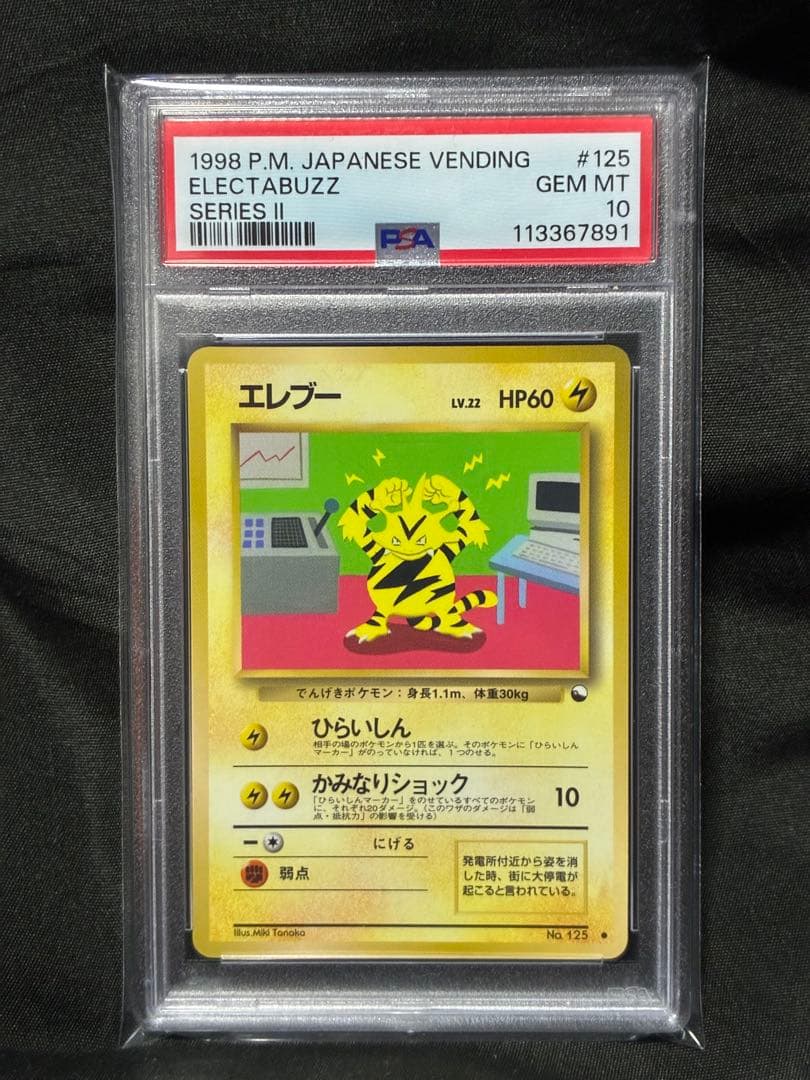 1998 P.M. JAPANESE VENDING #125
ELECTABUZZ GEM MT
SERIES II 10
PSA 113367891
エレブー LV.22 HP60
でんげきポケモン：身長1.1m、体重30kg
ひらいしん
相手の場のポケモンから1匹を選ぶ。そのポケモンに「ひらいしん
マーカー」がのっていなければ、1つのせる。
かみなりショック 10
「ひらいしんマーカー」をのせているすべてのポケモン
に、それぞれ20ダメージ。（このワザのダメージは「弱
点・抵抗力」の影響を受ける）
にげる
弱点
発電所付近から姿を消
した時、街に大停電が
起こると言われている。
Illus.Miki Tanaka No.125